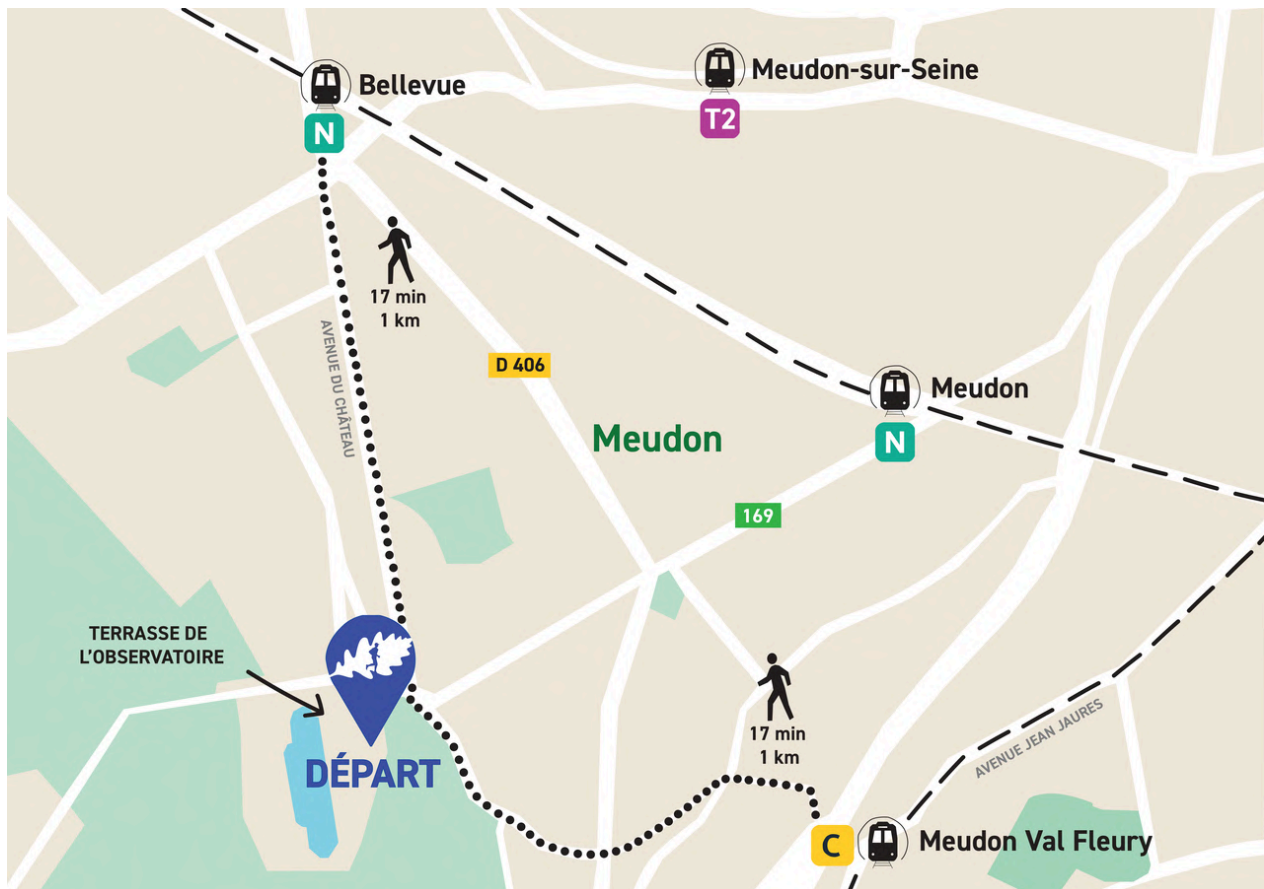 Bellevue
N
Meudon-sur-Seine
T2
17 min
1 km
AVENUE DU CHÂTEAU
D 406
Meudon
N
Meudon
169
TERRASSE DE
L'OBSERVATOIRE
DÉPART
17 min
1 km
AVENUE JEAN JAURES
C
Meudon Val Fleury